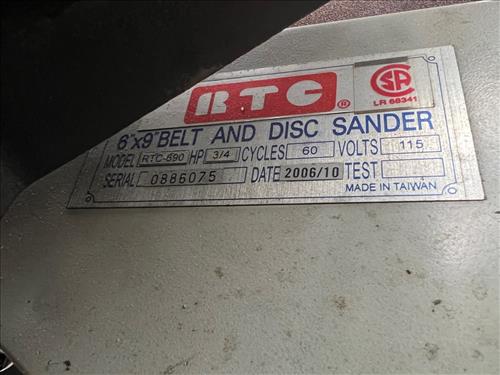 RTC ®
LR 68341
6"x9" BELT AND DISC SANDER
MODEL RTC-590 HP 3/4 CYCLES 60 VOLTS 115
SERIAL 0886075 DATE 2006/10 TEST
MADE IN TAIWAN